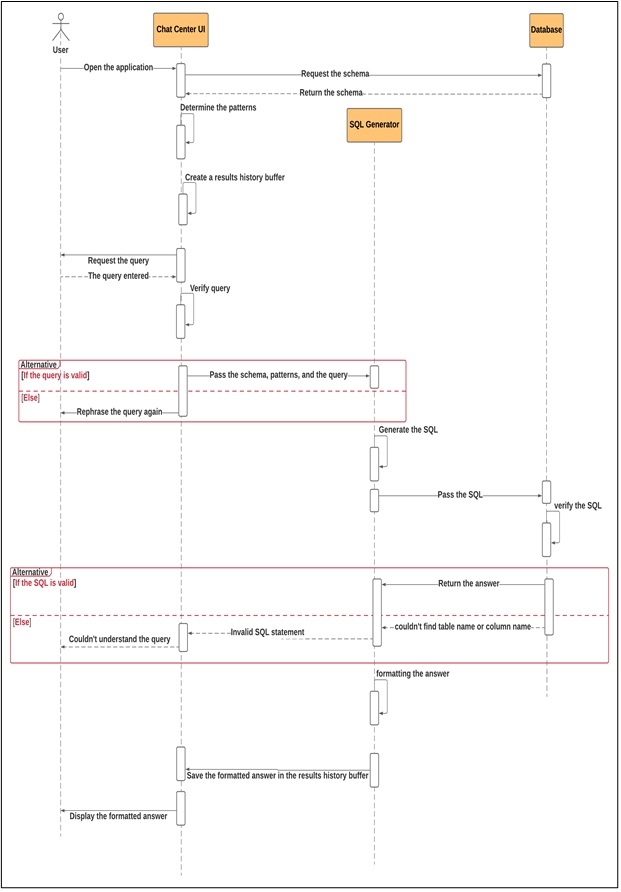 User
Chat Center UI
Database
Open the application
Request the schema
Return the schema
Determine the patterns
SQL Generator
Create a results history buffer
Request the query
The query entered
Verify query
Alternative
[If the query is valid]
Pass the schema, patterns, and the query
[Else]
Rephrase the query again
Generate the SQL
Pass the SQL
verify the SQL
Alternative
[If the SQL is valid]
Return the answer
[Else]
couldn't find table name or column name
Invalid SQL statement
Couldn't understand the query
formatting the answer
Save the formatted answer in the results history buffer
Display the formatted answer